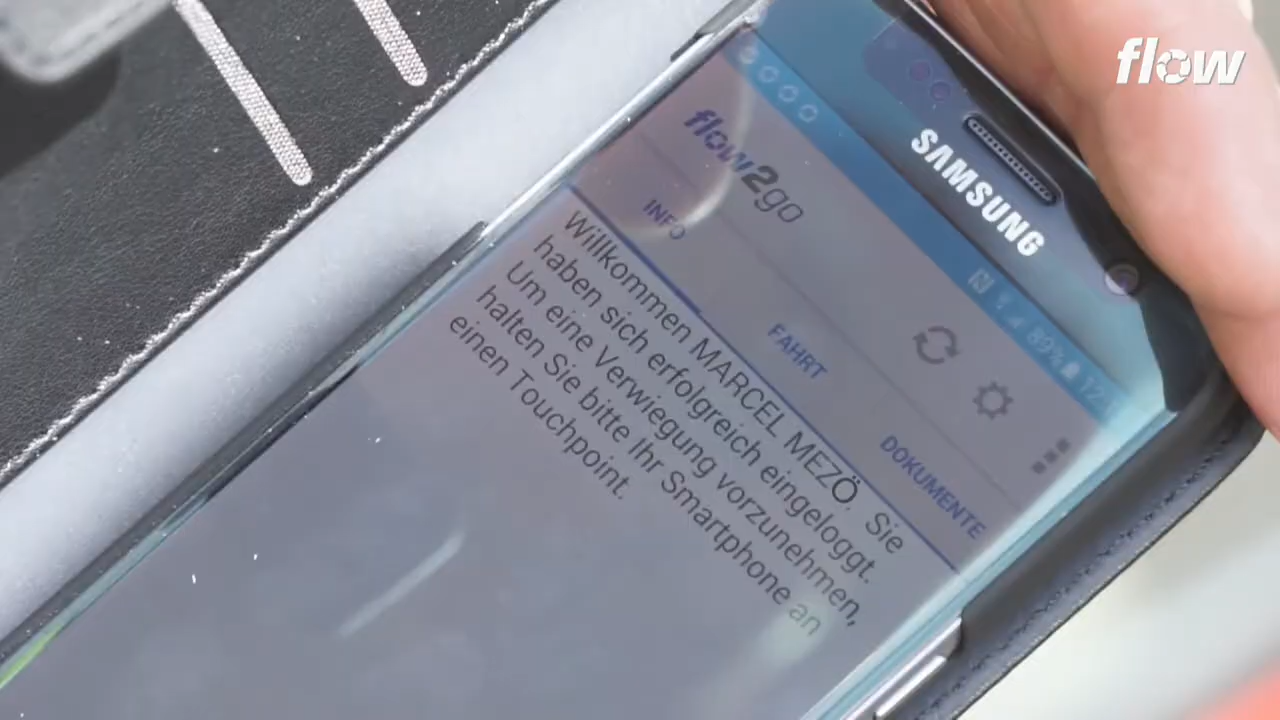 flow
SAMSUNG
89%
flow2go
INFO
FAHRT
DOKUMENTE
Willkommen MARCEL MEZÖ, Sie
haben sich erfolgreich eingeloggt.
Um eine Verwiegung vorzunehmen,
halten Sie bitte Ihr Smartphone an
einen Touchpoint.